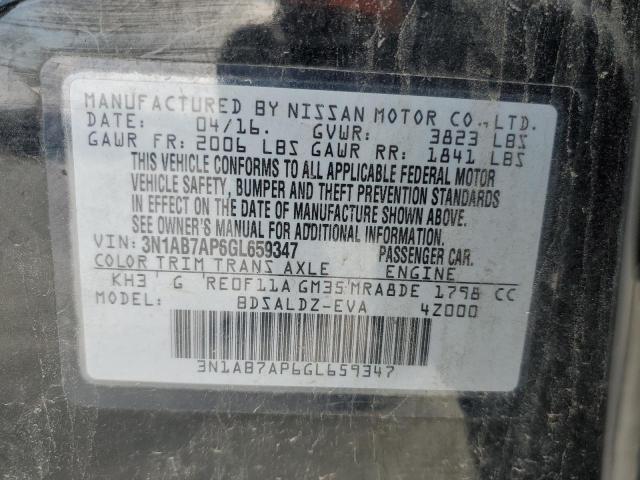 MANUFACTURED BY NISSAN MOTOR CO., LTD.
DATE: 04/16. GVWR: 3823 LBS
GAWR FR: 2006 LBS GAWR RR: 1841 LBS
THIS VEHICLE CONFORMS TO ALL APPLICABLE FEDERAL MOTOR
VEHICLE SAFETY, BUMPER AND THEFT PREVENTION STANDARDS
IN EFFECT ON THE DATE OF MANUFACTURE SHOWN ABOVE.
SEE OWNER'S MANUAL FOR ADDITIONAL INFORMATION.
VIN: 3N1AB7AP6GL659347 PASSENGER CAR.
COLOR TRIM TRANS AXLE ENGINE
KH3 G RE0F11A GM35 MRA8DE 1798 CC
MODEL: BDSALDZ-EVA 4Z000
3N1AB7AP6GL659347